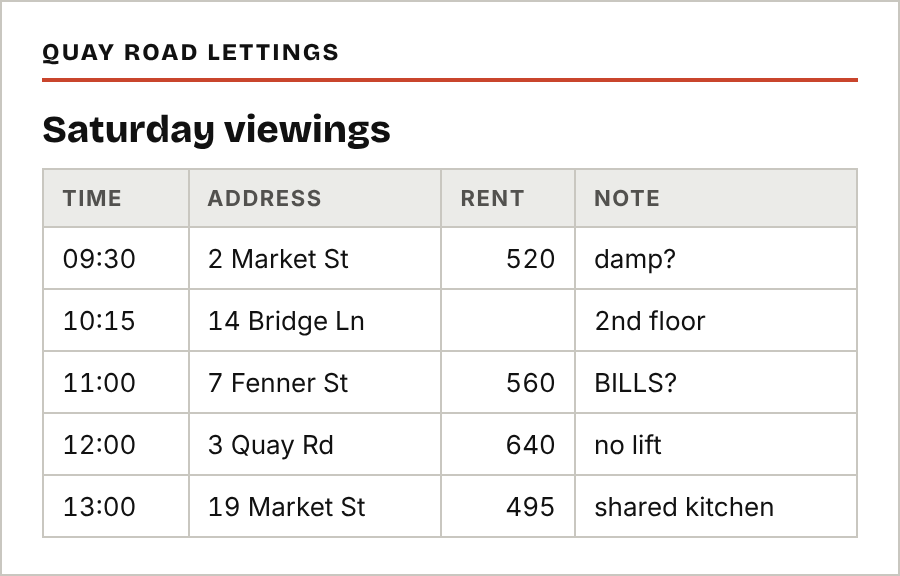 QUAY ROAD LETTINGS
Saturday viewings
TIME ADDRESS RENT NOTE
09:30 2 Market St 520 damp?
10:15 14 Bridge Ln 2nd floor
11:00 7 Fenner St 560 BILLS?
12:00 3 Quay Rd 640 no lift
13:00 19 Market St 495 shared kitchen